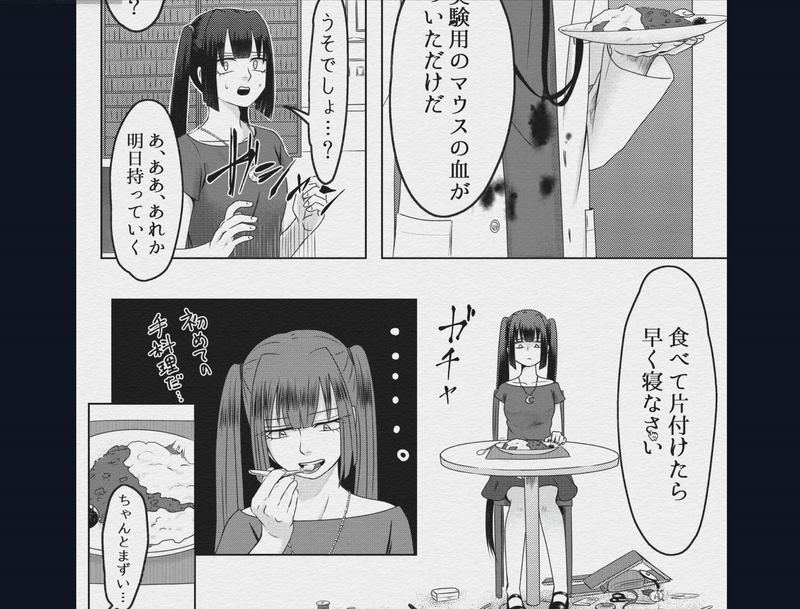 実験用のマウスの血が
いただけだ
?
うそでしょ…?
ガシャ
あ、ああ、あれか
明日持っていく
食べて片付けたら
早く寝なさい
ガチャ
初めての
手料理だ…
ちゃんとまずい…